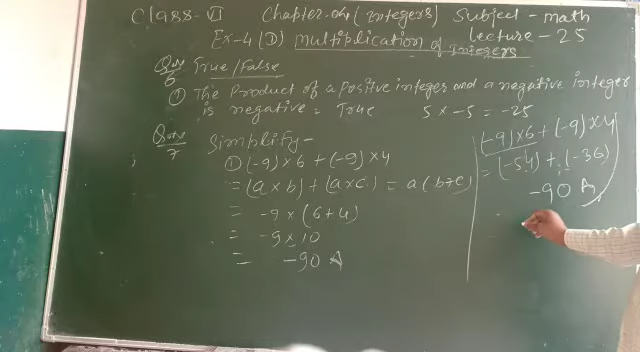 Class-VI Chapter-04 (Integers) Subject - math
Ex-4 (D) Multiplication of Integers Lecture - 25
Ques 6 True/False
① The Product of a Positive integer and a negative integer
is negative = True 5 × -5 = -25
Ques 7 Simplify -
① (-9)×6 + (-9)×4
= (a×b) + (a×c) = a(b+c)
= -9 × (6+4)
= -9 × 10
= -90 A
(-9)×6 + (-9)×4
= (-54) + (-36)
-90 A